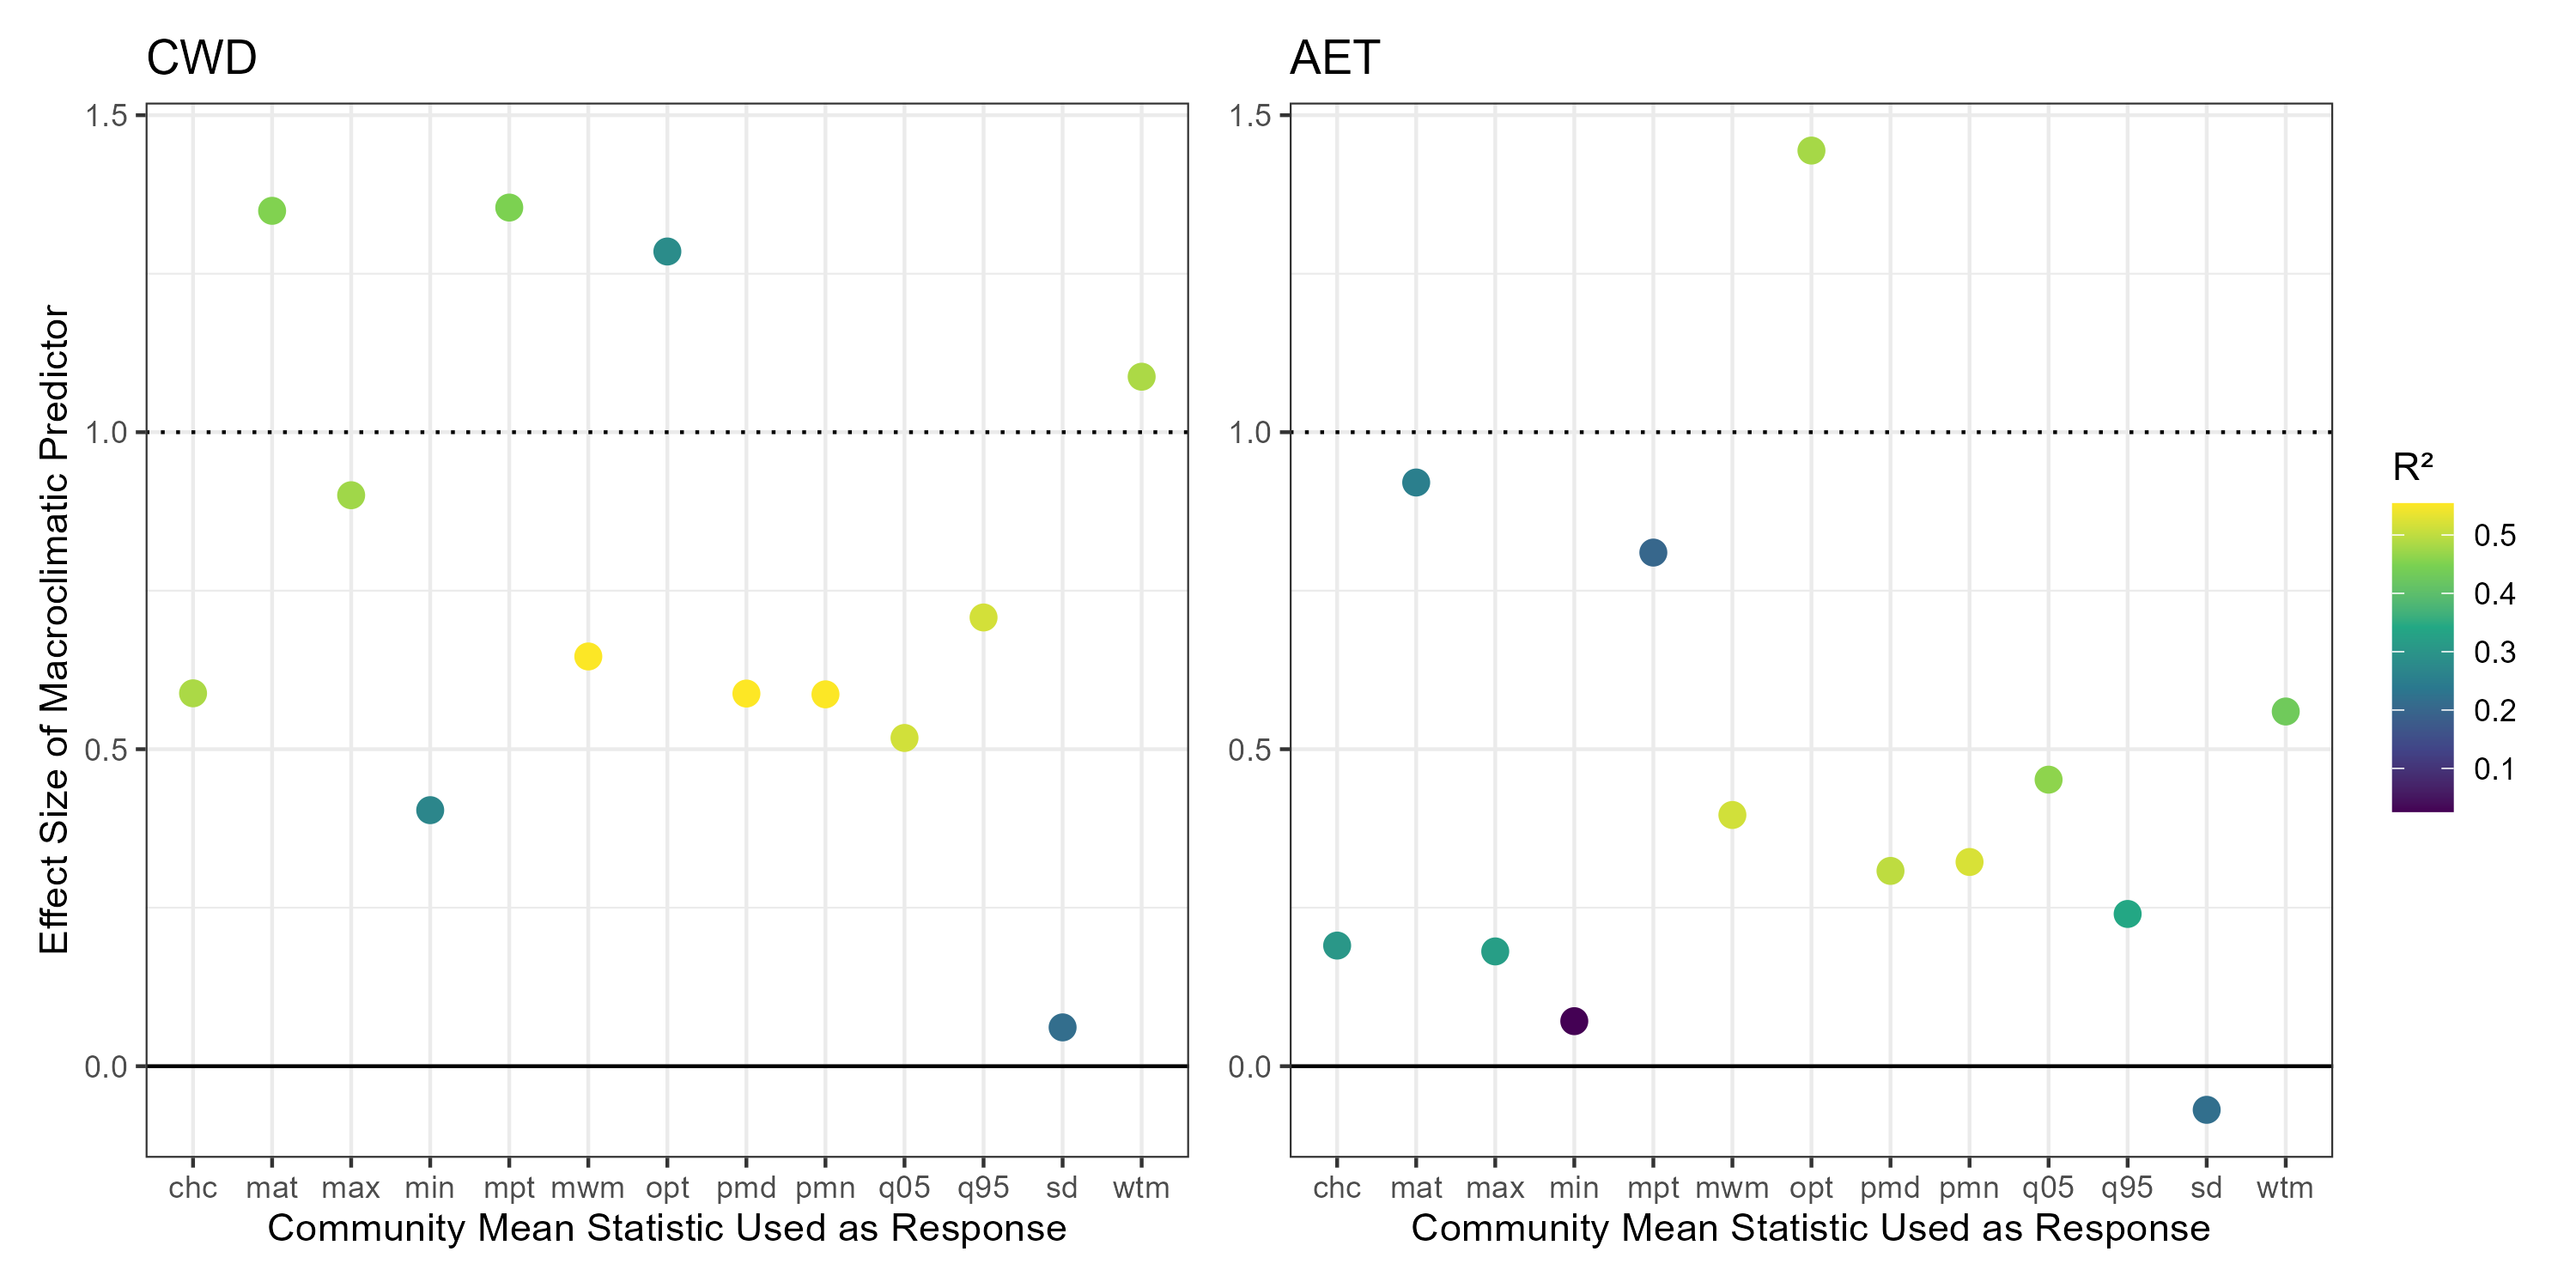 CWD
AET
Effect Size of Macroclimatic Predictor
1.5
1.0
0.5
0.0
chc mat max min mpt mwm opt pmd pmn q05 q95 sd wtm
Community Mean Statistic Used as Response
1.5
1.0
0.5
0.0
chc mat max min mpt mwm opt pmd pmn q05 q95 sd wtm
Community Mean Statistic Used as Response
R²
0.5
0.4
0.3
0.2
0.1